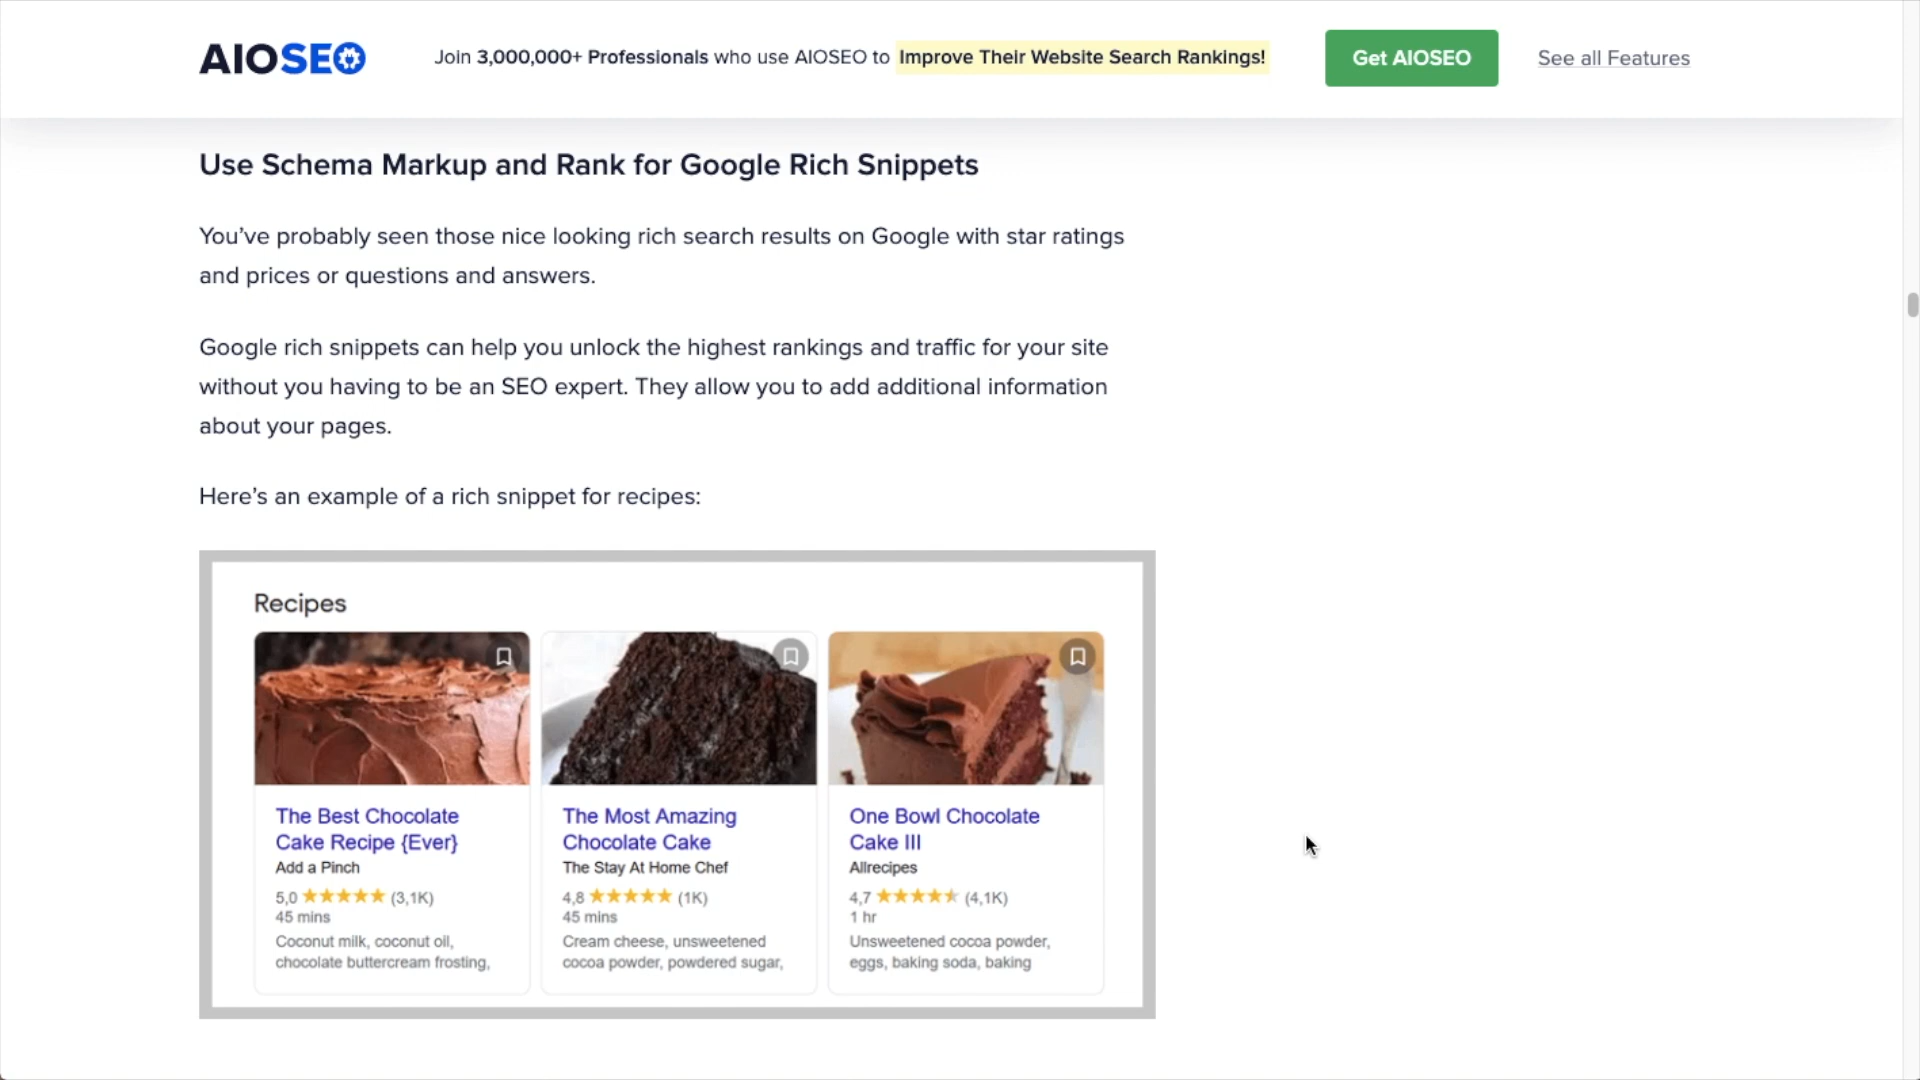 AIOSEO
Join 3,000,000+ Professionals who use AIOSEO to Improve Their Website Search Rankings!
Get AIOSEO
See all Features
Use Schema Markup and Rank for Google Rich Snippets
You’ve probably seen those nice looking rich search results on Google with star ratings
and prices or questions and answers.
Google rich snippets can help you unlock the highest rankings and traffic for your site
without you having to be an SEO expert. They allow you to add additional information
about your pages.
Here’s an example of a rich snippet for recipes:
Recipes
The Best Chocolate
Cake Recipe {Ever}
Add a Pinch
5,0 ★★★★★ (3,1K)
45 mins
Coconut milk, coconut oil,
chocolate buttercream frosting,
The Most Amazing
Chocolate Cake
The Stay At Home Chef
4,8 ★★★★★ (1K)
45 mins
Cream cheese, unsweetened
cocoa powder, powdered sugar,
One Bowl Chocolate
Cake III
Allrecipes
4,7 ★★★★★ (4,1K)
1 hr
Unsweetened cocoa powder,
eggs, baking soda, baking